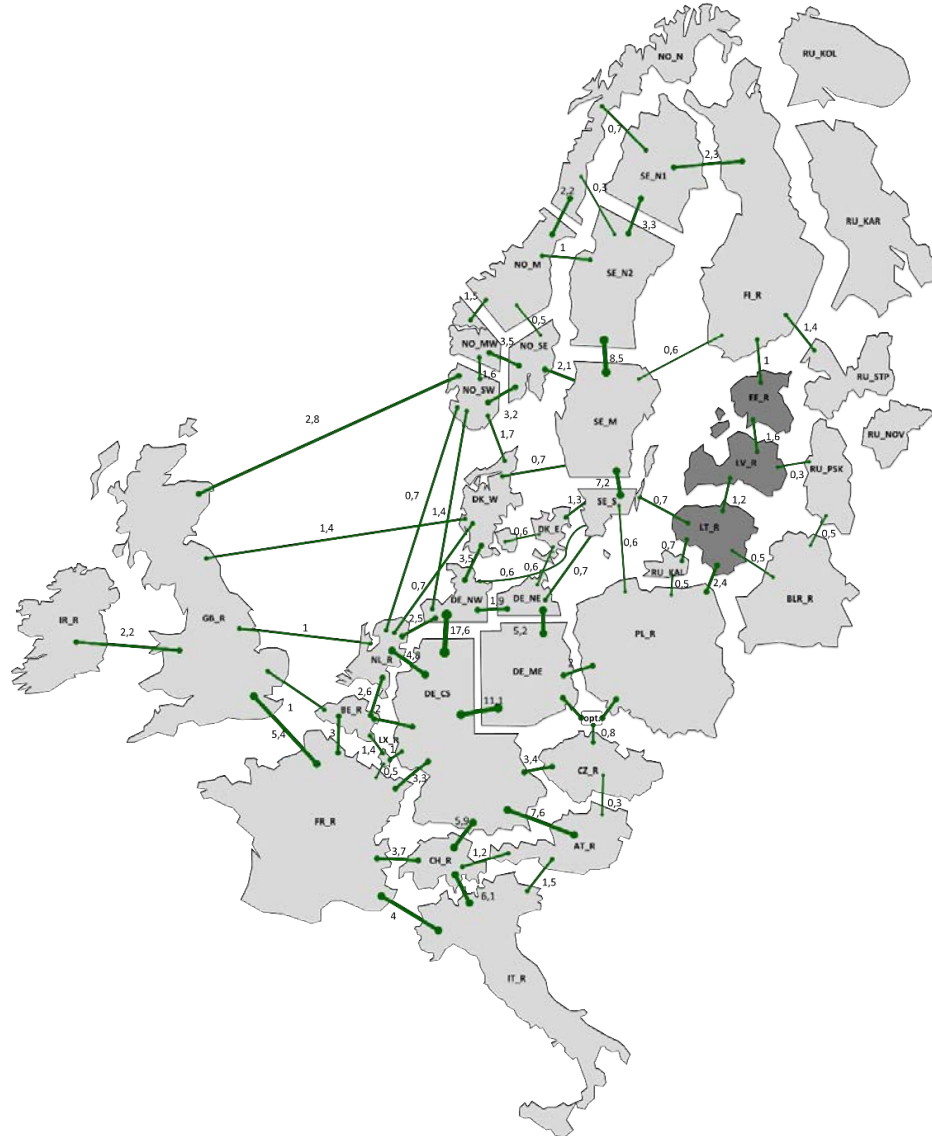 NO_N
RU_KOL
0,7
2,3
SE_N1
0,3
2,2
RU_KAR
3,3
1
NO_M
SE_N2
FI_R
1,5
0,5
1,4
NO_MW
3,5
NO_SE
8,5
0,6
1
1,6
2,1
RU_STP
NO_SW
EE_R
3,2
SE_M
2,8
1,7
1,6
RU_NOV
LV_R
0,7
0,7
RU_PSK
0,3
7,2
1,2
DK_W
SE_S
0,7
1,3
1,4
LT_R
1,4
DK_E
0,6
0,6
0,7
3,5
0,5
0,6
0,6
RU_KAL
0,7
0,7
0,5
2,4
BLR_R
DE_NW
1,9
DE_NE
IR_R
GB_R
2,5
17,6
5,2
PL_R
2,2
1
NL_R
4,8
DE_ME
2
DE_CS
2,6
11,1
7
1
BE_R
2
opt.
5,4
3
LX_R
0,8
1,4
1
0,5
3,4
CZ_R
3,3
0,3
FR_R
5,9
7,6
AT_R
3,7
CH_R
1,2
1,5
6,1
4
IT_R